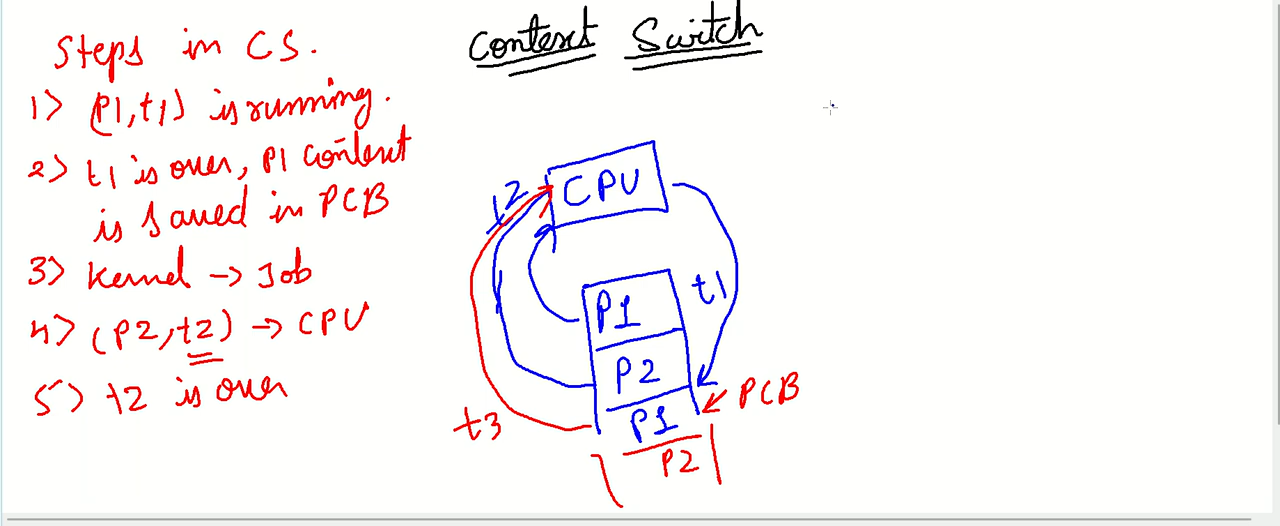 Context Switch
Steps in CS.
1) (P1,t1) is running.
2) t1 is over, P1 context
is saved in PCB
3) Kernel → Job
4) (P2,t2) → CPU
5) t2 is over
CPU
t2
P1
t1
P2
PCB
P1
t3
P2